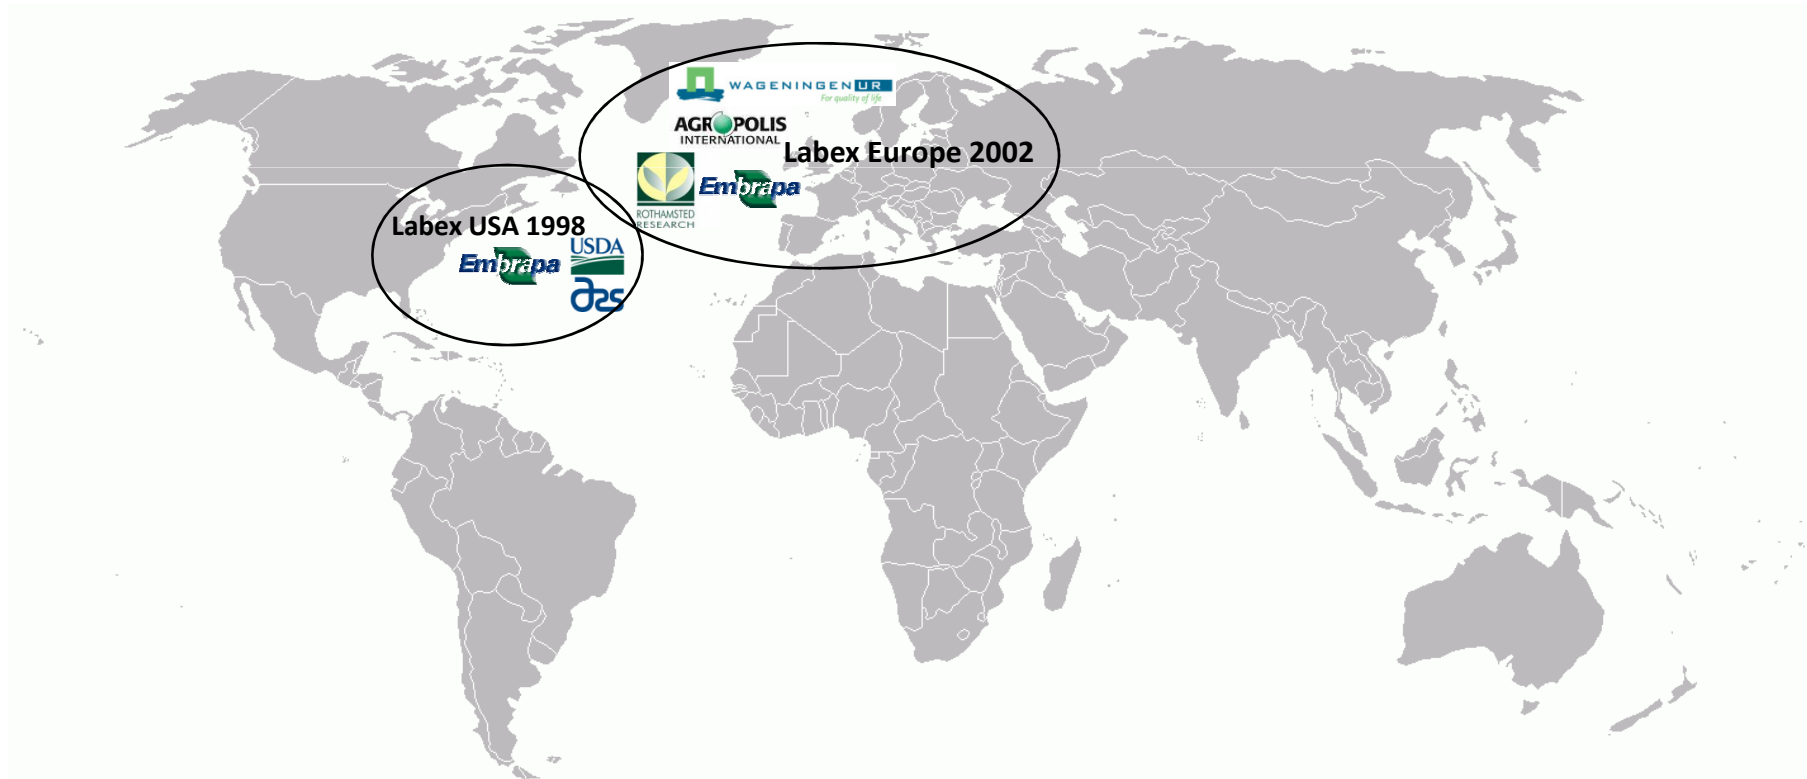 WAGENINGEN UR
For quality of life
AGROPOLIS
INTERNATIONAL
Labex Europe 2002
Embrapa
ROTHAMSTED
RESEARCH
Labex USA 1998
Embrapa
USDA
ars